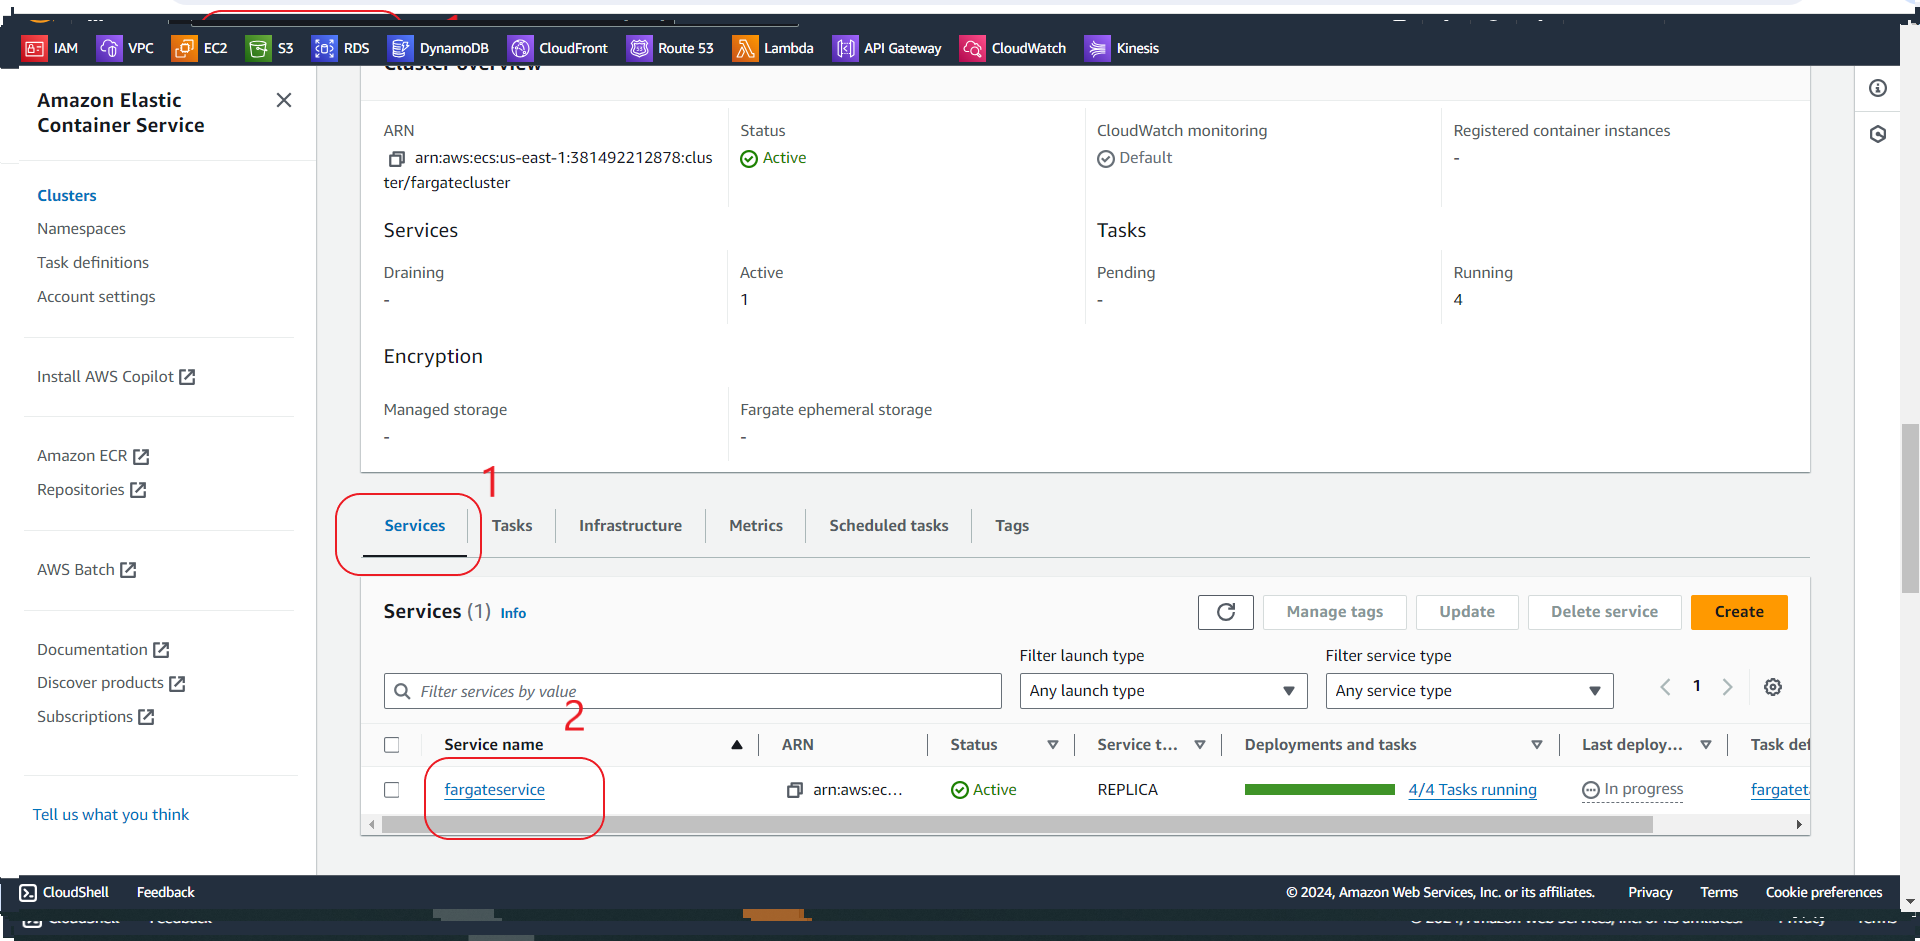 IAM VPC EC2 S3 RDS DynamoDB CloudFront Route 53 Lambda API Gateway CloudWatch Kinesis
Cluster overview
Amazon Elastic
Container Service
Clusters
Namespaces
Task definitions
Account settings
Install AWS Copilot
Amazon ECR
Repositories
AWS Batch
Documentation
Discover products
Subscriptions
Tell us what you think
ARN
arn:aws:ecs:us-east-1:381492212878:clus
ter/fargatecluster
Status
Active
CloudWatch monitoring
Default
Registered container instances
-
Services
Tasks
Draining
-
Active
1
Pending
-
Running
4
Encryption
Managed storage
-
Fargate ephemeral storage
-
1
Services Tasks Infrastructure Metrics Scheduled tasks Tags
Services (1) Info
Manage tags Update Delete service Create
Filter launch type Filter service type
Filter services by value Any launch type Any service type 1
2
Service name ARN Status Service t... Deployments and tasks Last deploy... Task def
fargateservice arn:aws:ec... Active REPLICA 4/4 Tasks running In progress fargatet
CloudShell Feedback © 2024, Amazon Web Services, Inc. or its affiliates. Privacy Terms Cookie preferences